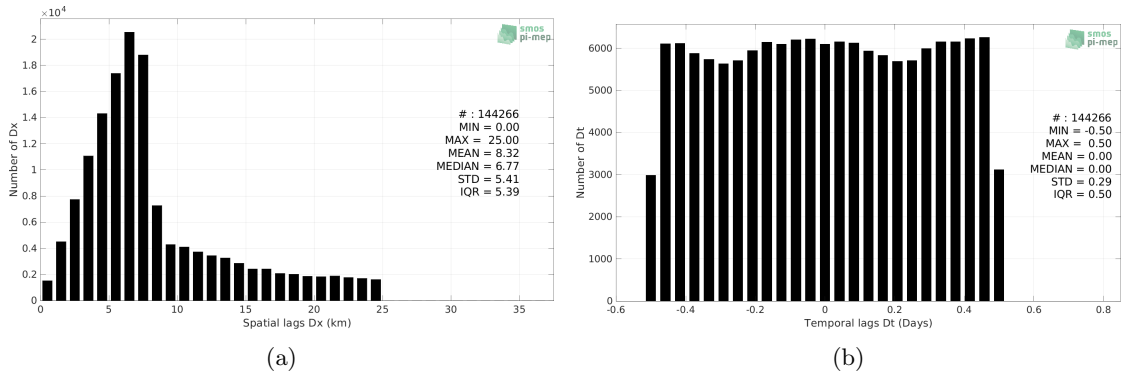 ×10⁴
2
1.8
1.6
1.4
1.2
1
0.8
0.6
0.4
0.2
0
Number of Dx
smos
pi-mep
# : 144266
MIN = 0.00
MAX = 25.00
MEAN = 8.32
MEDIAN = 6.77
STD = 5.41
IQR = 5.39
0 5 10 15 20 25 30 35
Spatial lags Dx (km)
(a)
6000
5000
4000
3000
2000
1000
0
Number of Dt
smos
pi-mep
# : 144266
MIN = -0.50
MAX = 0.50
MEAN = 0.00
MEDIAN = 0.00
STD = 0.29
IQR = 0.50
-0.6 -0.4 -0.2 0 0.2 0.4 0.6 0.8
Temporal lags Dt (Days)
(b)